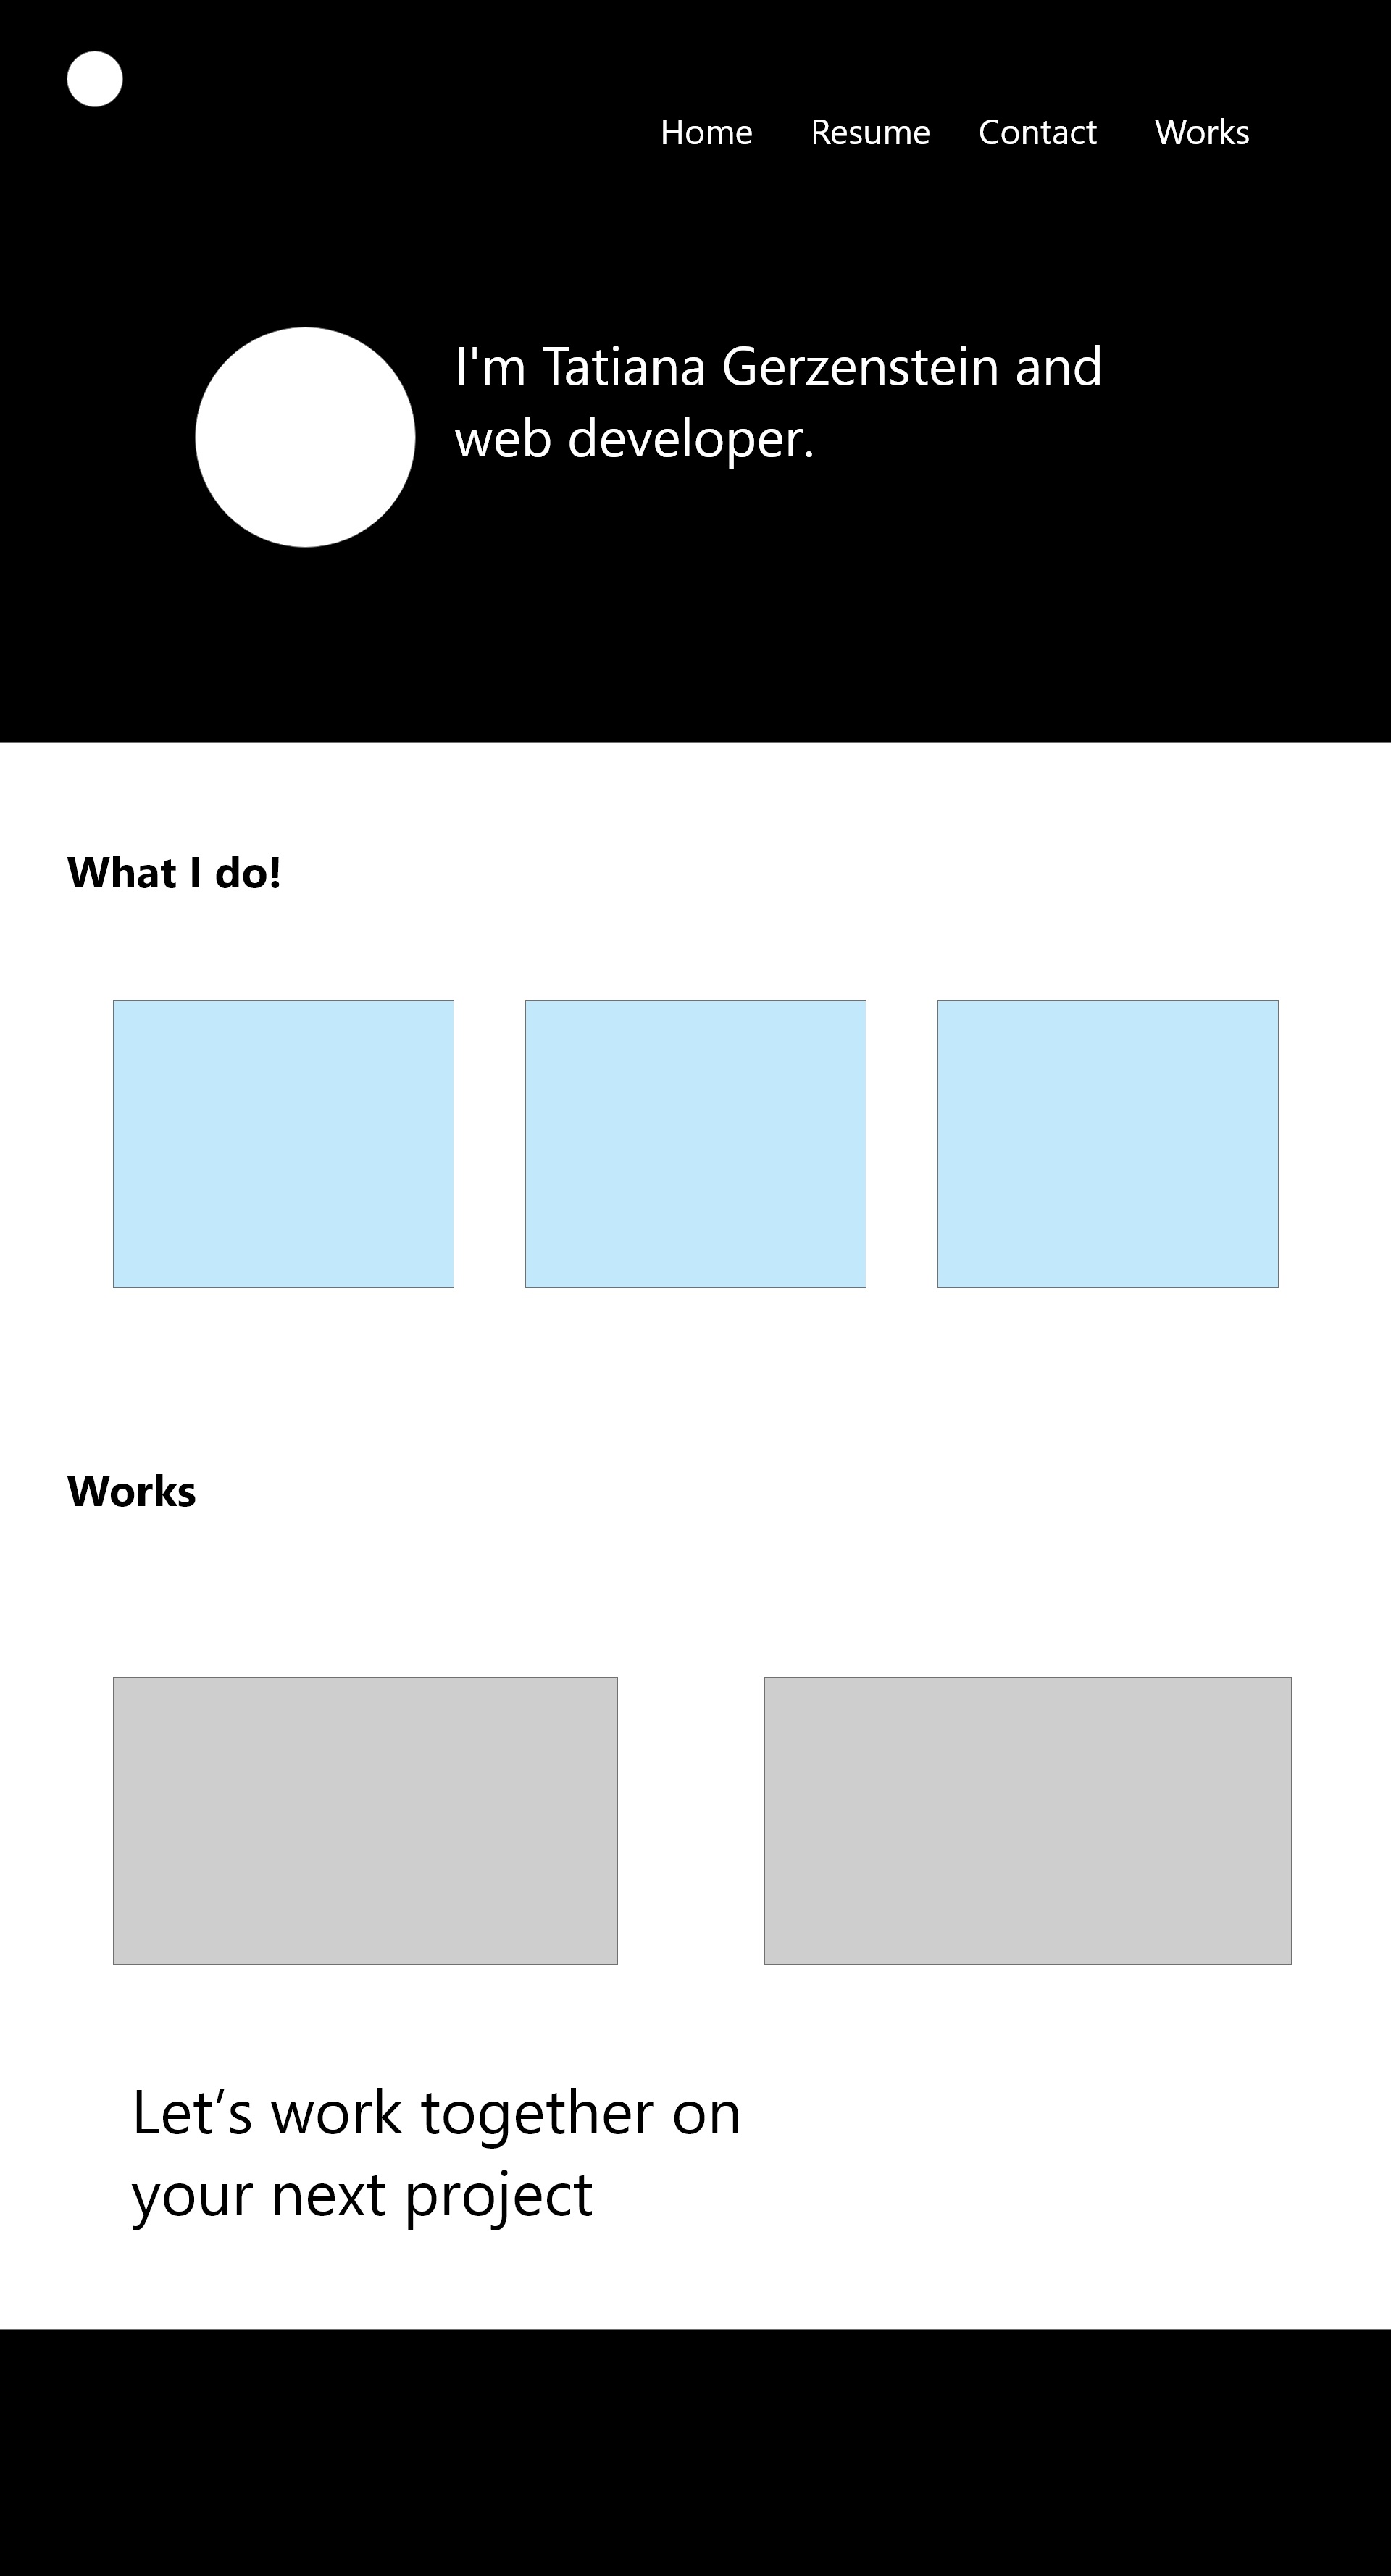 Home Resume Contact Works
I'm Tatiana Gerzenstein and
web developer.
What I do!
Works
Let’s work together on
your next project